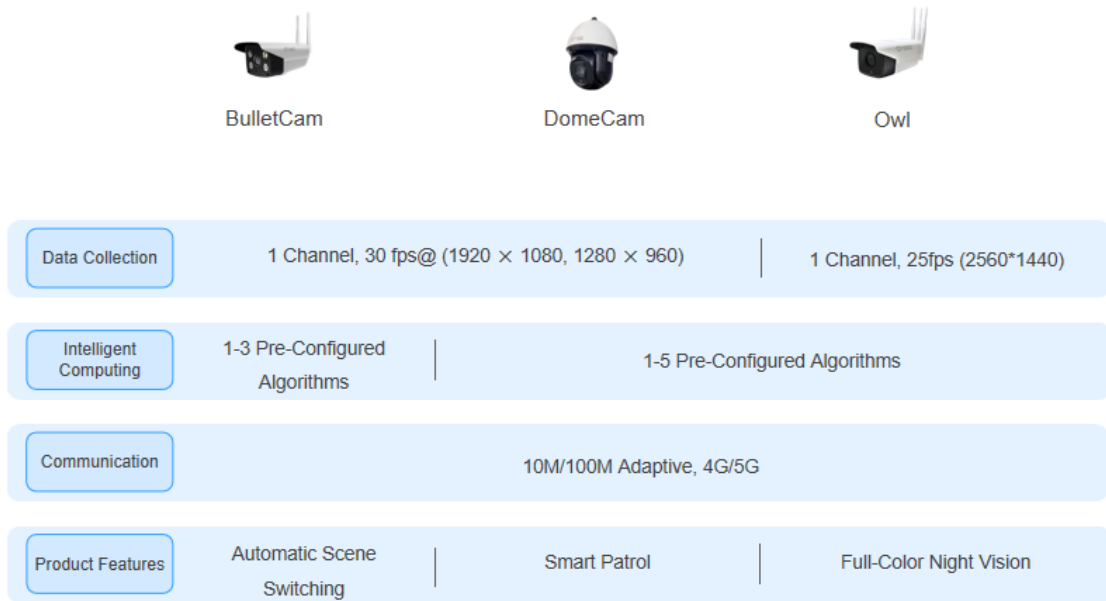 BulletCam
DomeCam
Owl
Data Collection
1 Channel, 30 fps@ (1920 × 1080, 1280 × 960)
1 Channel, 25fps (2560*1440)
Intelligent
Computing
1-3 Pre-Configured
Algorithms
1-5 Pre-Configured Algorithms
Communication
10M/100M Adaptive, 4G/5G
Product Features
Automatic Scene
Switching
Smart Patrol
Full-Color Night Vision